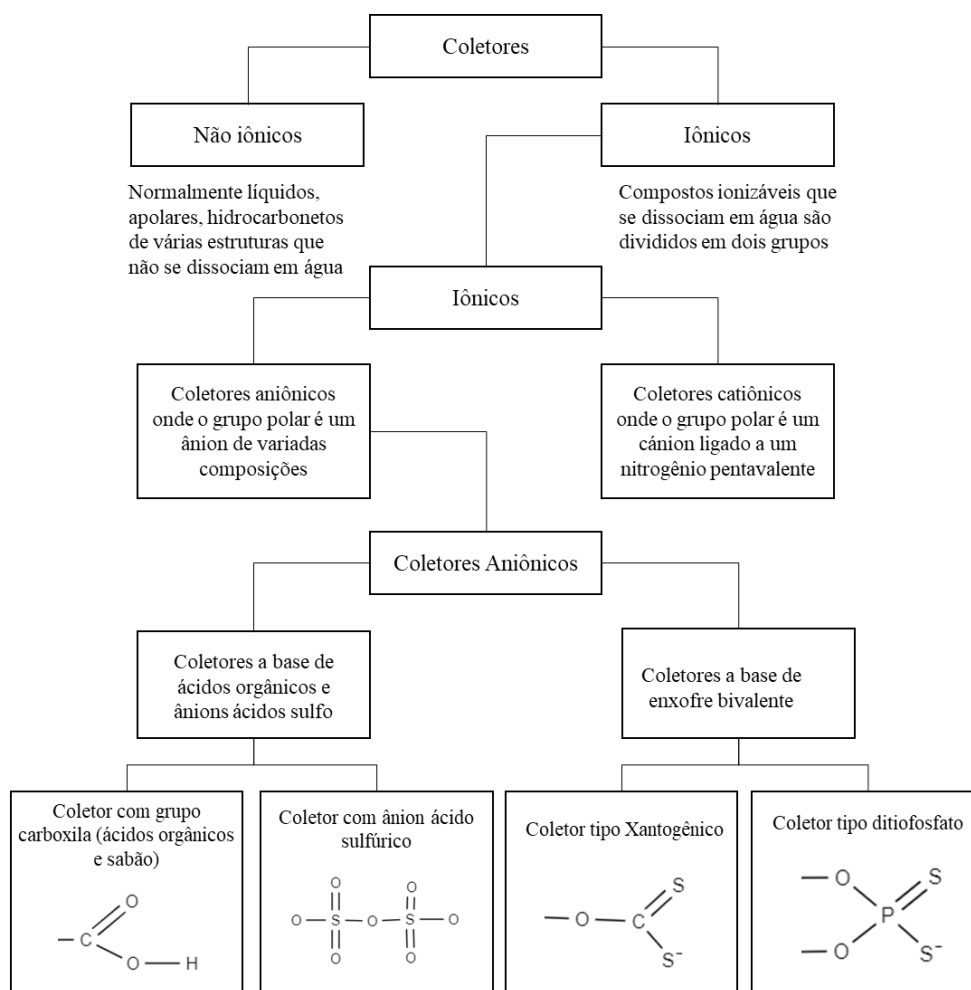 Coletores
Não iônicos
Iônicos
Normalmente líquidos,
apolares, hidrocarbonetos
de várias estruturas que
não se dissociam em água
Compostos ionizáveis que
se dissociam em água são
divididos em dois grupos
Iônicos
Coletores aniônicos
onde o grupo polar é um
ânion de variadas
composições
Coletores catiônicos
onde o grupo polar é um
cánion ligado a um
nitrogênio pentavalente
Coletores Aniônicos
Coletores a base de
ácidos orgânicos e
ânions ácidos sulfo
Coletores a base de
enxofre bivalente
Coletor com grupo
carboxila (ácidos orgânicos
e sabão)
O
C
O H
Coletor com ânion ácido
sulfúrico
O O
O S O S O
O O
Coletor tipo Xantogênico
S
O C
S-
Coletor tipo ditiofosfato
O S
P
O S-